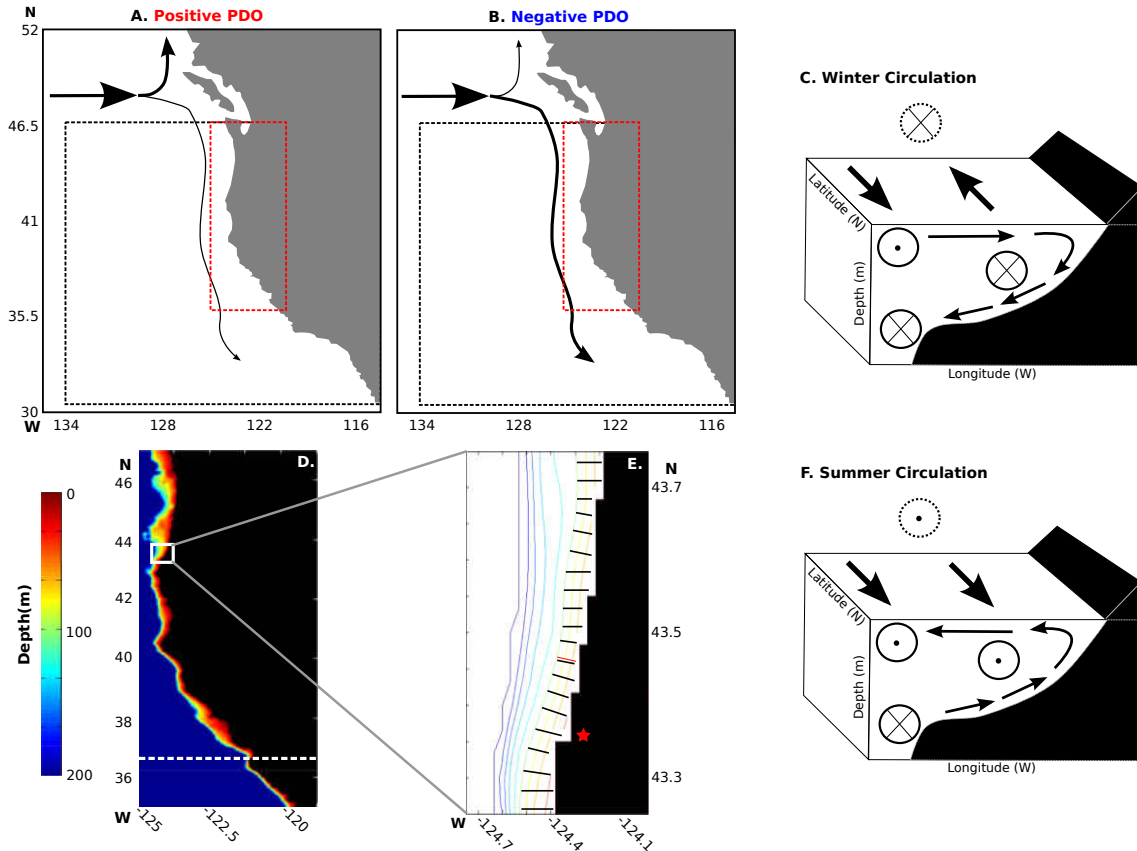 N
A. Positive PDO
B. Negative PDO
52
46.5
41
35.5
30
W
134
128
122
116
W
134
128
122
116
C. Winter Circulation
Latitude (N)
Depth (m)
Longitude (W)
D.
N
46
44
42
40
38
36
W
-125
-122.5
-120
Depth(m)
0
100
200
E.
N
43.7
43.5
43.3
W
-124.7
-124.4
-124.1
F. Summer Circulation
Latitude (N)
Depth (m)
Longitude (W)